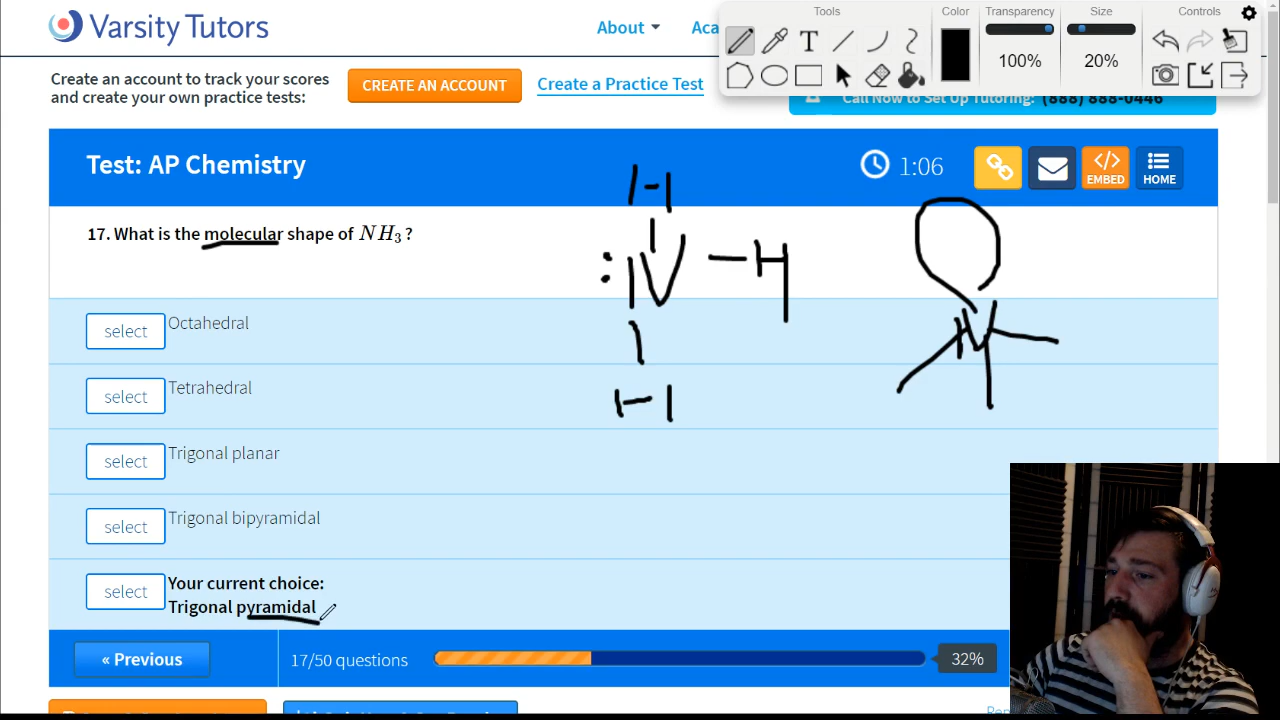 Varsity Tutors
About
Aca
Tools
Color
Transparency
Size
Controls
T
100%
20%
Create an account to track your scores
and create your own practice tests:
CREATE AN ACCOUNT
Create a Practice Test
Call Now to Set Up Tutoring: (888) 888-0446
Test: AP Chemistry
1:06
EMBED
HOME
17. What is the molecular shape of NH₃?
H
:N-H
H
N
select Octahedral
select Tetrahedral
select Trigonal planar
select Trigonal bipyramidal
select Your current choice:
Trigonal pyramidal
« Previous
17/50 questions
32%